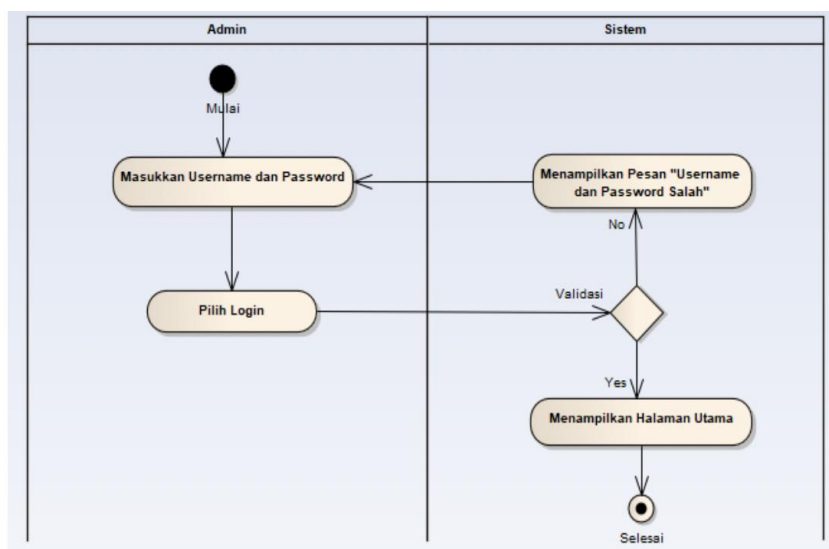 Admin
Sistem
Mulai
Masukkan Username dan Password
Menampilkan Pesan "Username
dan Password Salah"
No
Validasi
Pilih Login
Yes
Menampilkan Halaman Utama
Selesai